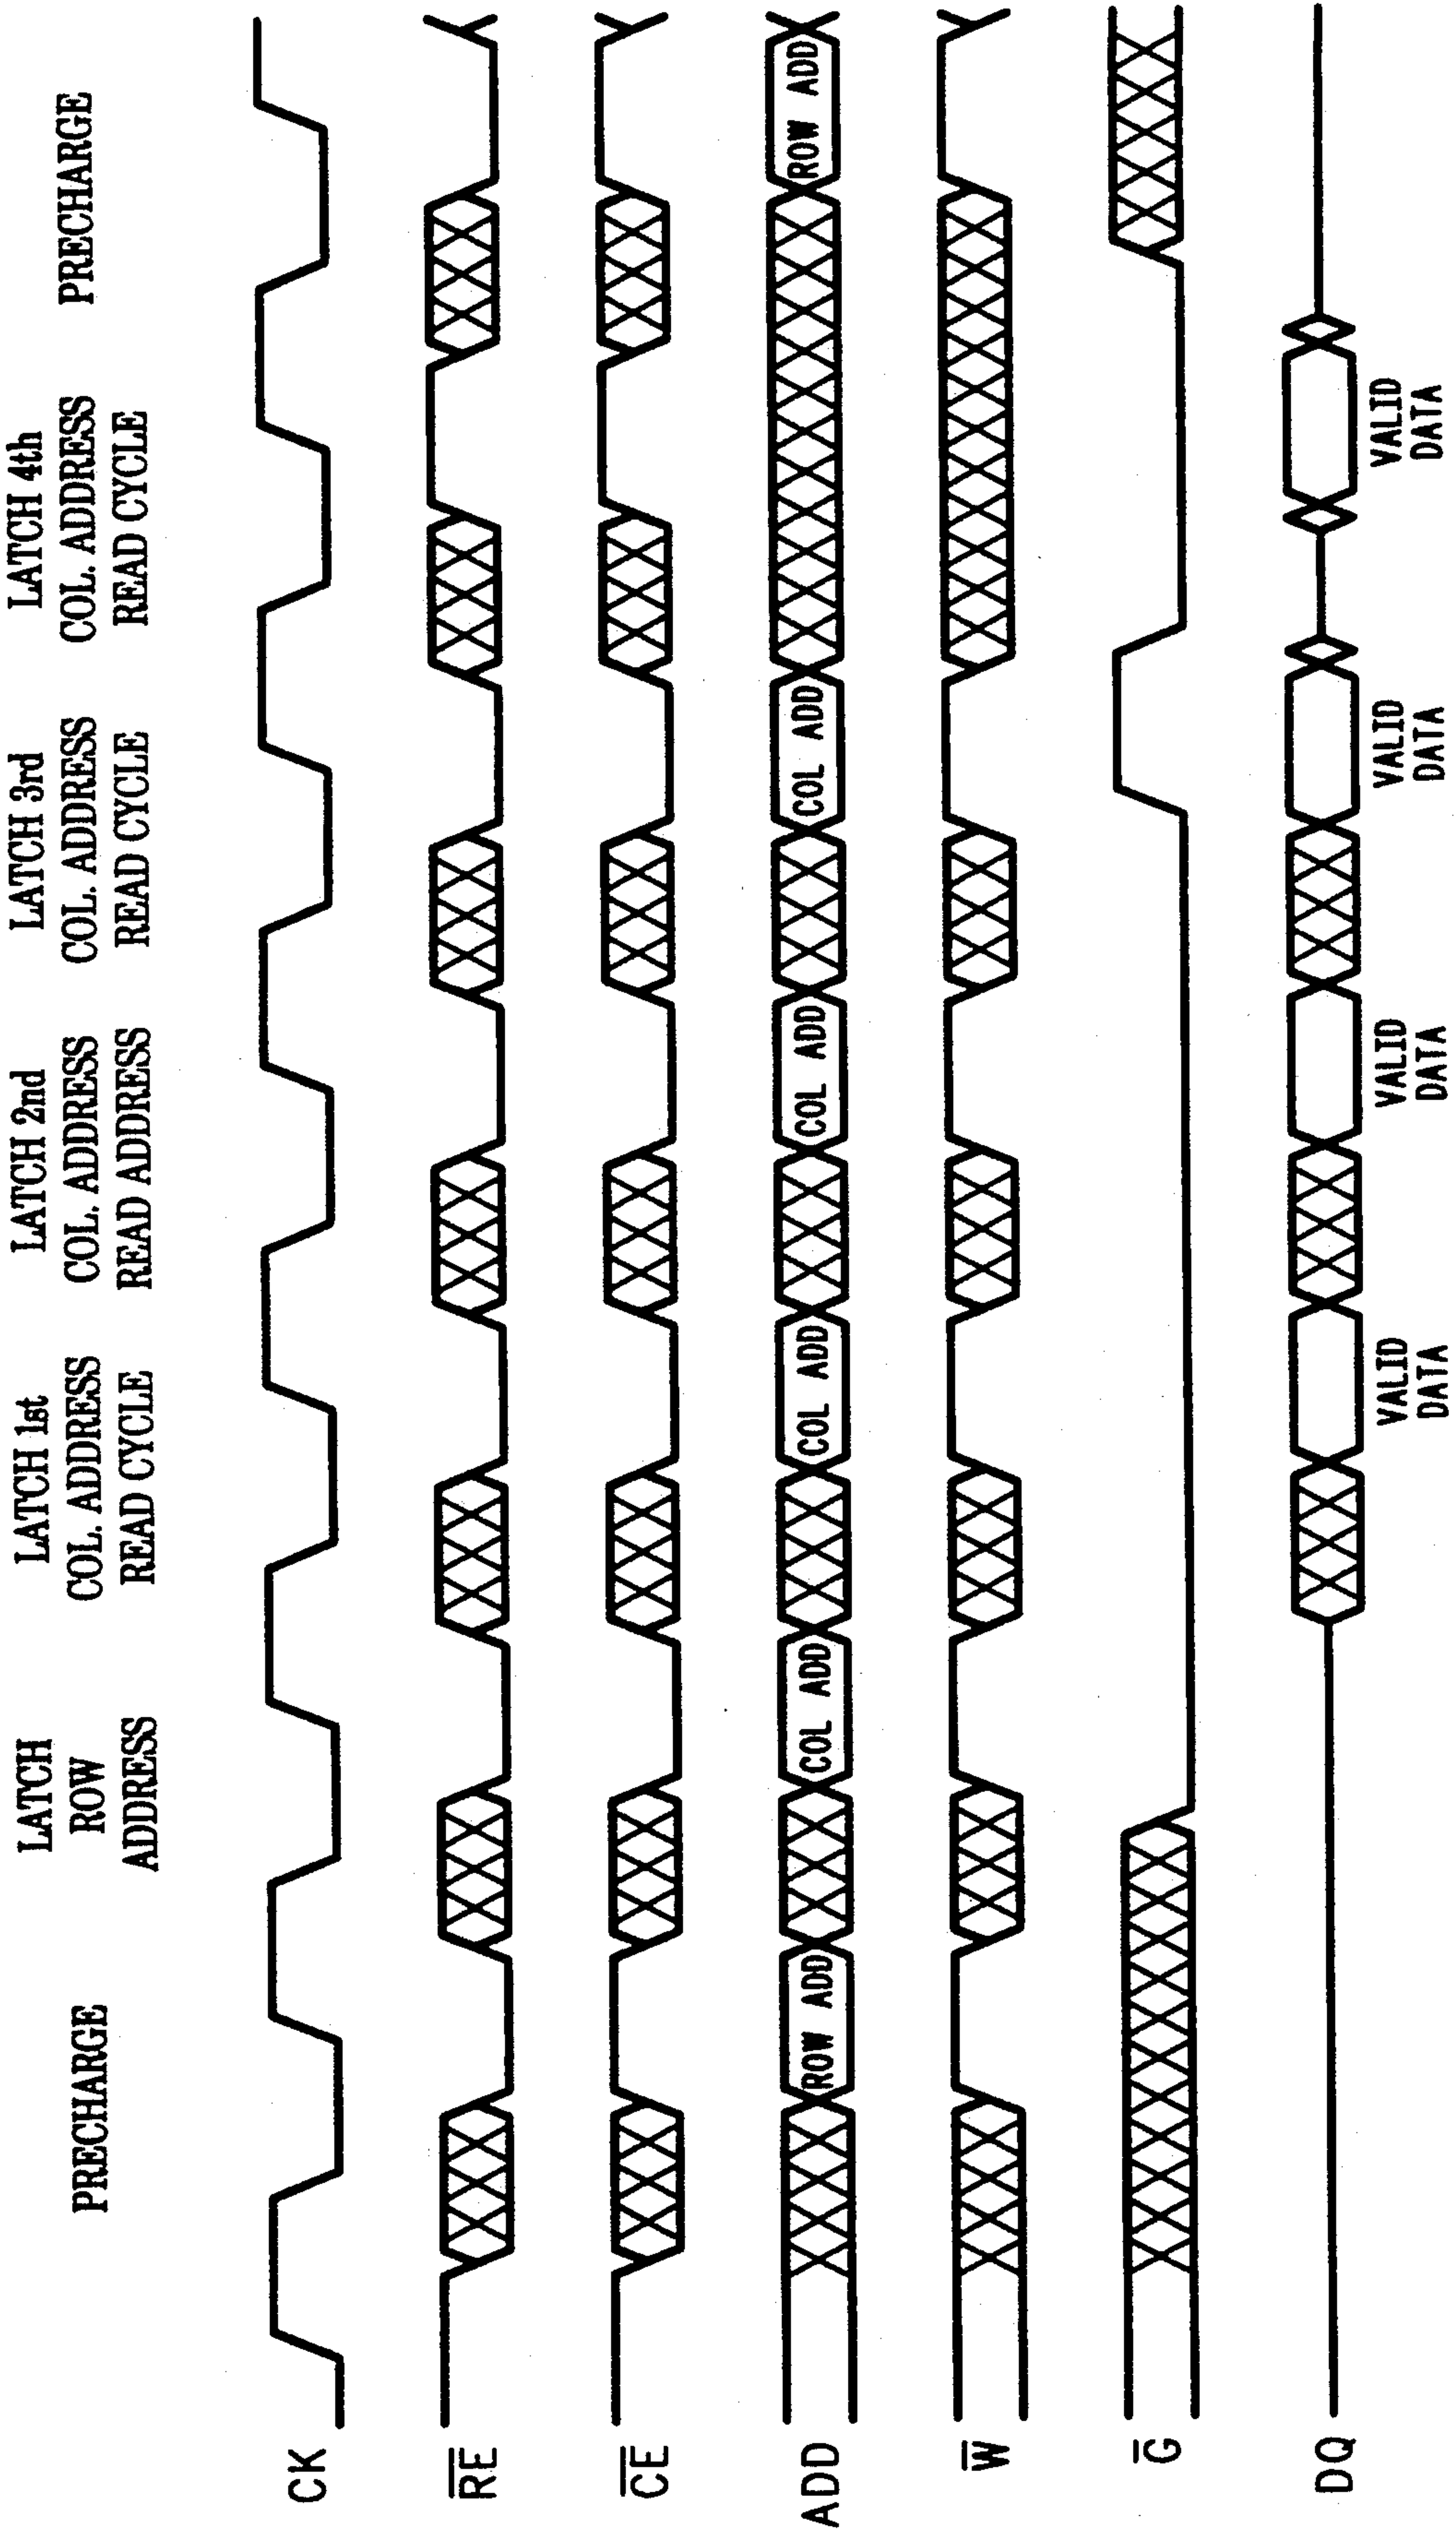 PRECHARGE
LATCH
ROW
ADDRESS
LATCH 1st
COL. ADDRESS
READ CYCLE
LATCH 2nd
COL. ADDRESS
READ ADDRESS
LATCH 3rd
COL. ADDRESS
READ CYCLE
LATCH 4th
COL. ADDRESS
READ CYCLE
PRECHARGE
CK
R̅E̅
C̅E̅
ADD
ROW ADD
COL ADD
COL ADD
COL ADD
COL ADD
ROW ADD
W̅
G̅
DQ
VALID
DATA
VALID
DATA
VALID
DATA
VALID
DATA